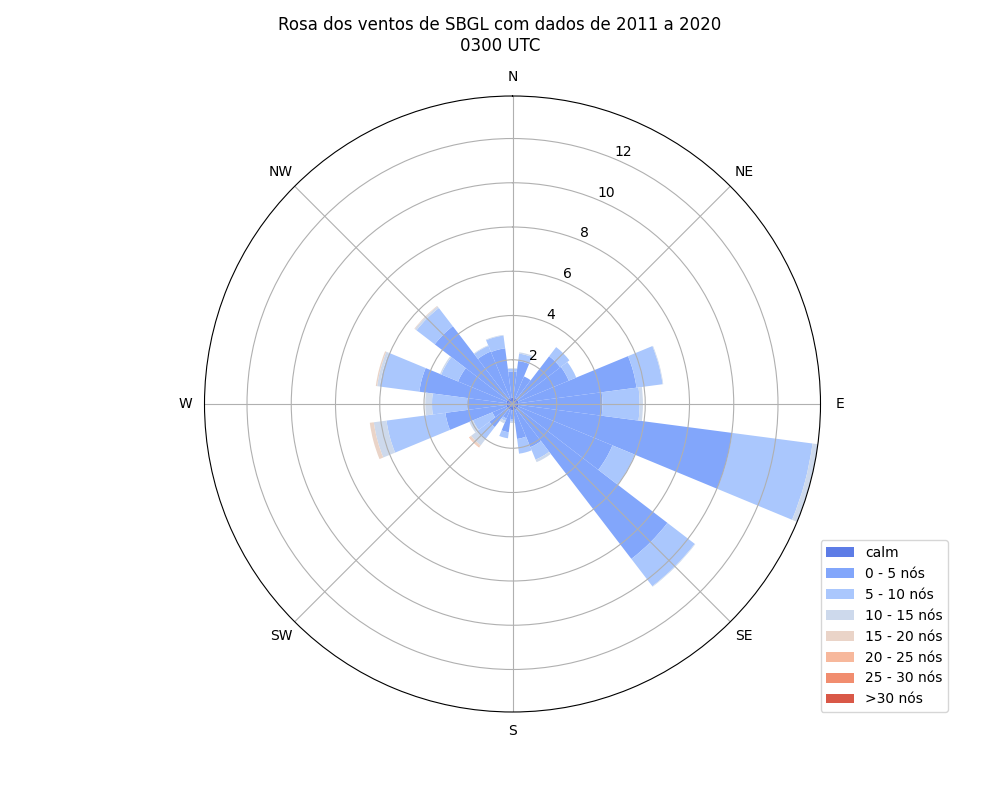 Rosa dos ventos de SBGL com dados de 2011 a 2020
0300 UTC
N
NW
NE
12
10
8
6
4
2
W
E
SW
SE
S
calm
0 - 5 nós
5 - 10 nós
10 - 15 nós
15 - 20 nós
20 - 25 nós
25 - 30 nós
>30 nós